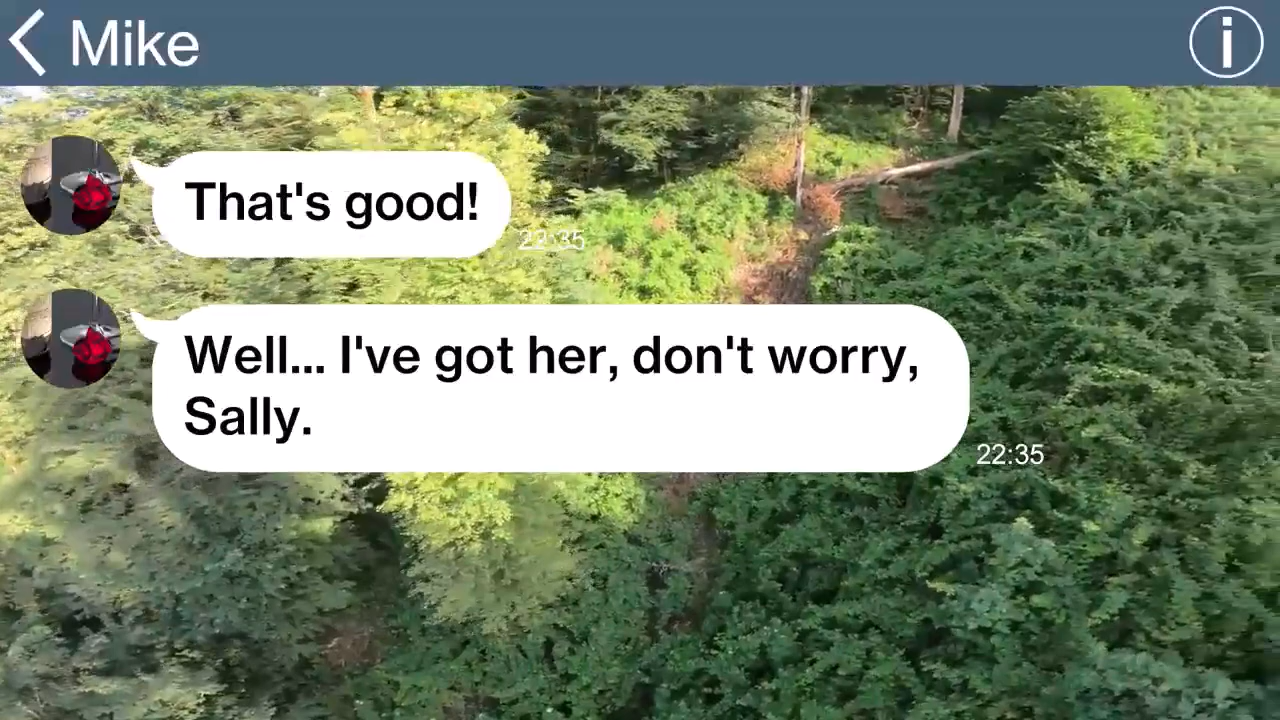 Mike
That's good!
22:35
Well... I've got her, don't worry,
Sally.
22:35